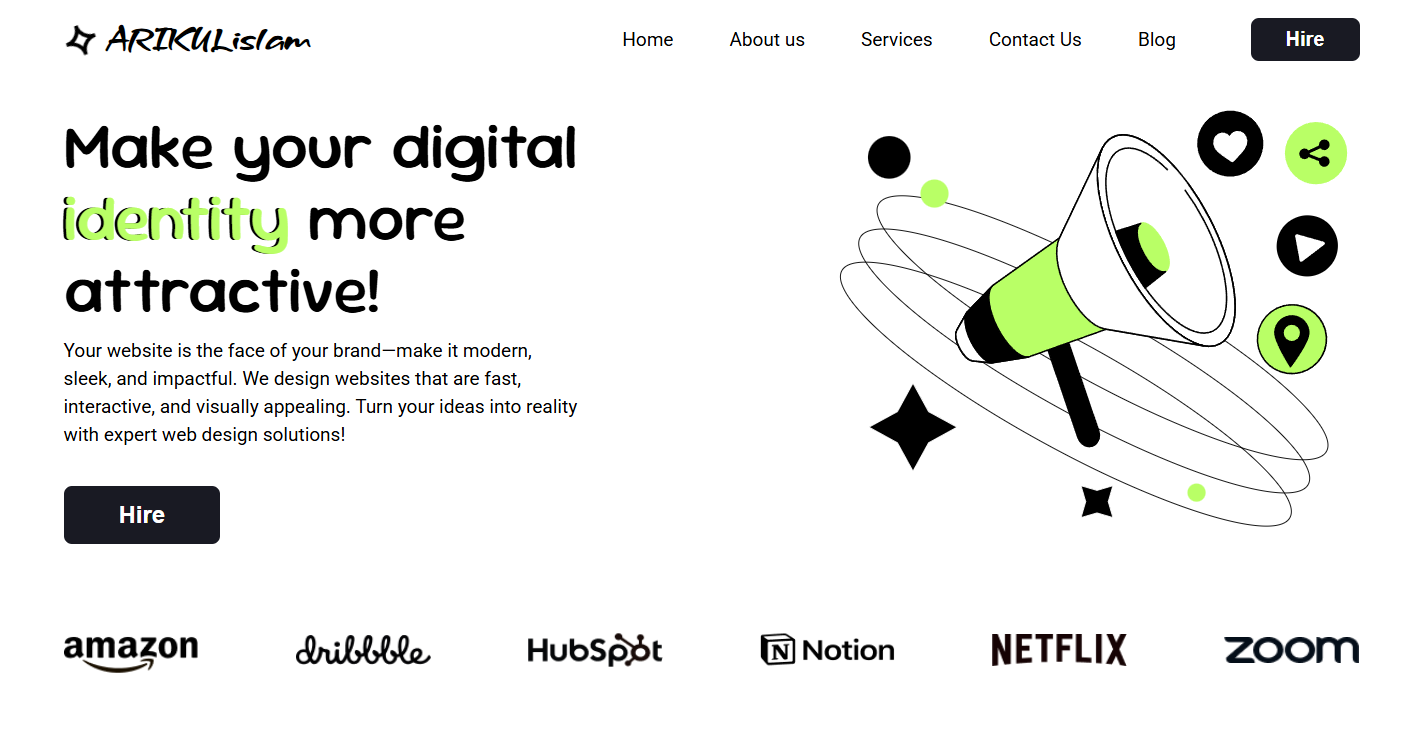 ARIKULislam
Home About us Services Contact Us Blog Hire
Make your digital
identity more
attractive!
Your website is the face of your brand—make it modern,
sleek, and impactful. We design websites that are fast,
interactive, and visually appealing. Turn your ideas into reality
with expert web design solutions!
Hire
amazon dribbble HubSpot Notion NETFLIX zoom